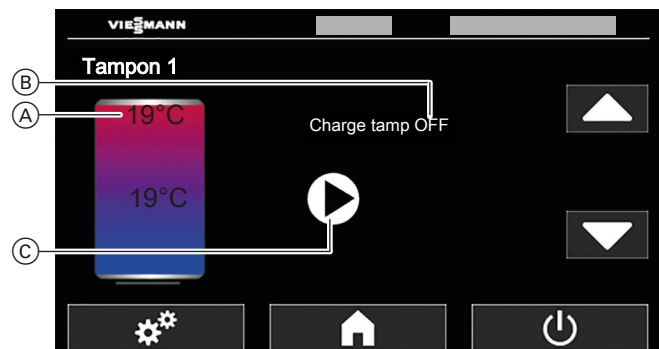 VIESMANN
Tampon 1
B
A
19°C
Charge tamp OFF
19°C
C